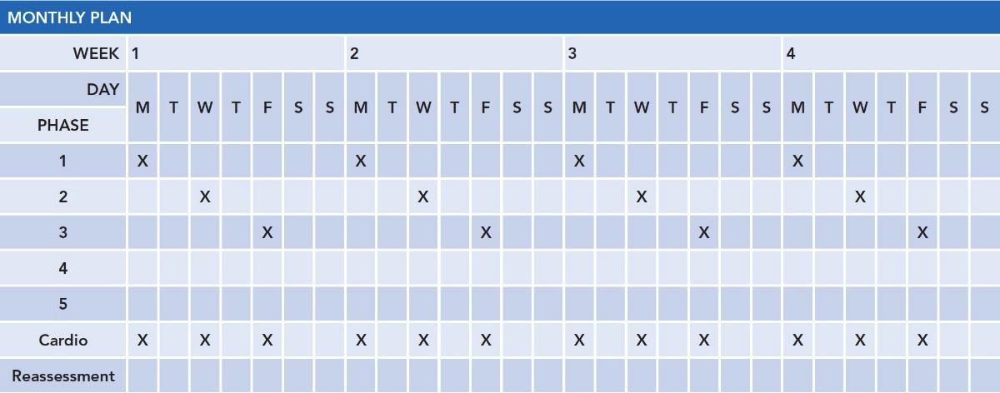 MONTHLY PLAN
WEEK 1 2 3 4
DAY
M T W T F S S M T W T F S S M T W T F S S M T W T F S S
PHASE
1 X X X X
2 X X X X
3 X X X X
4
5
Cardio X X X X X X X X X X X X
Reassessment